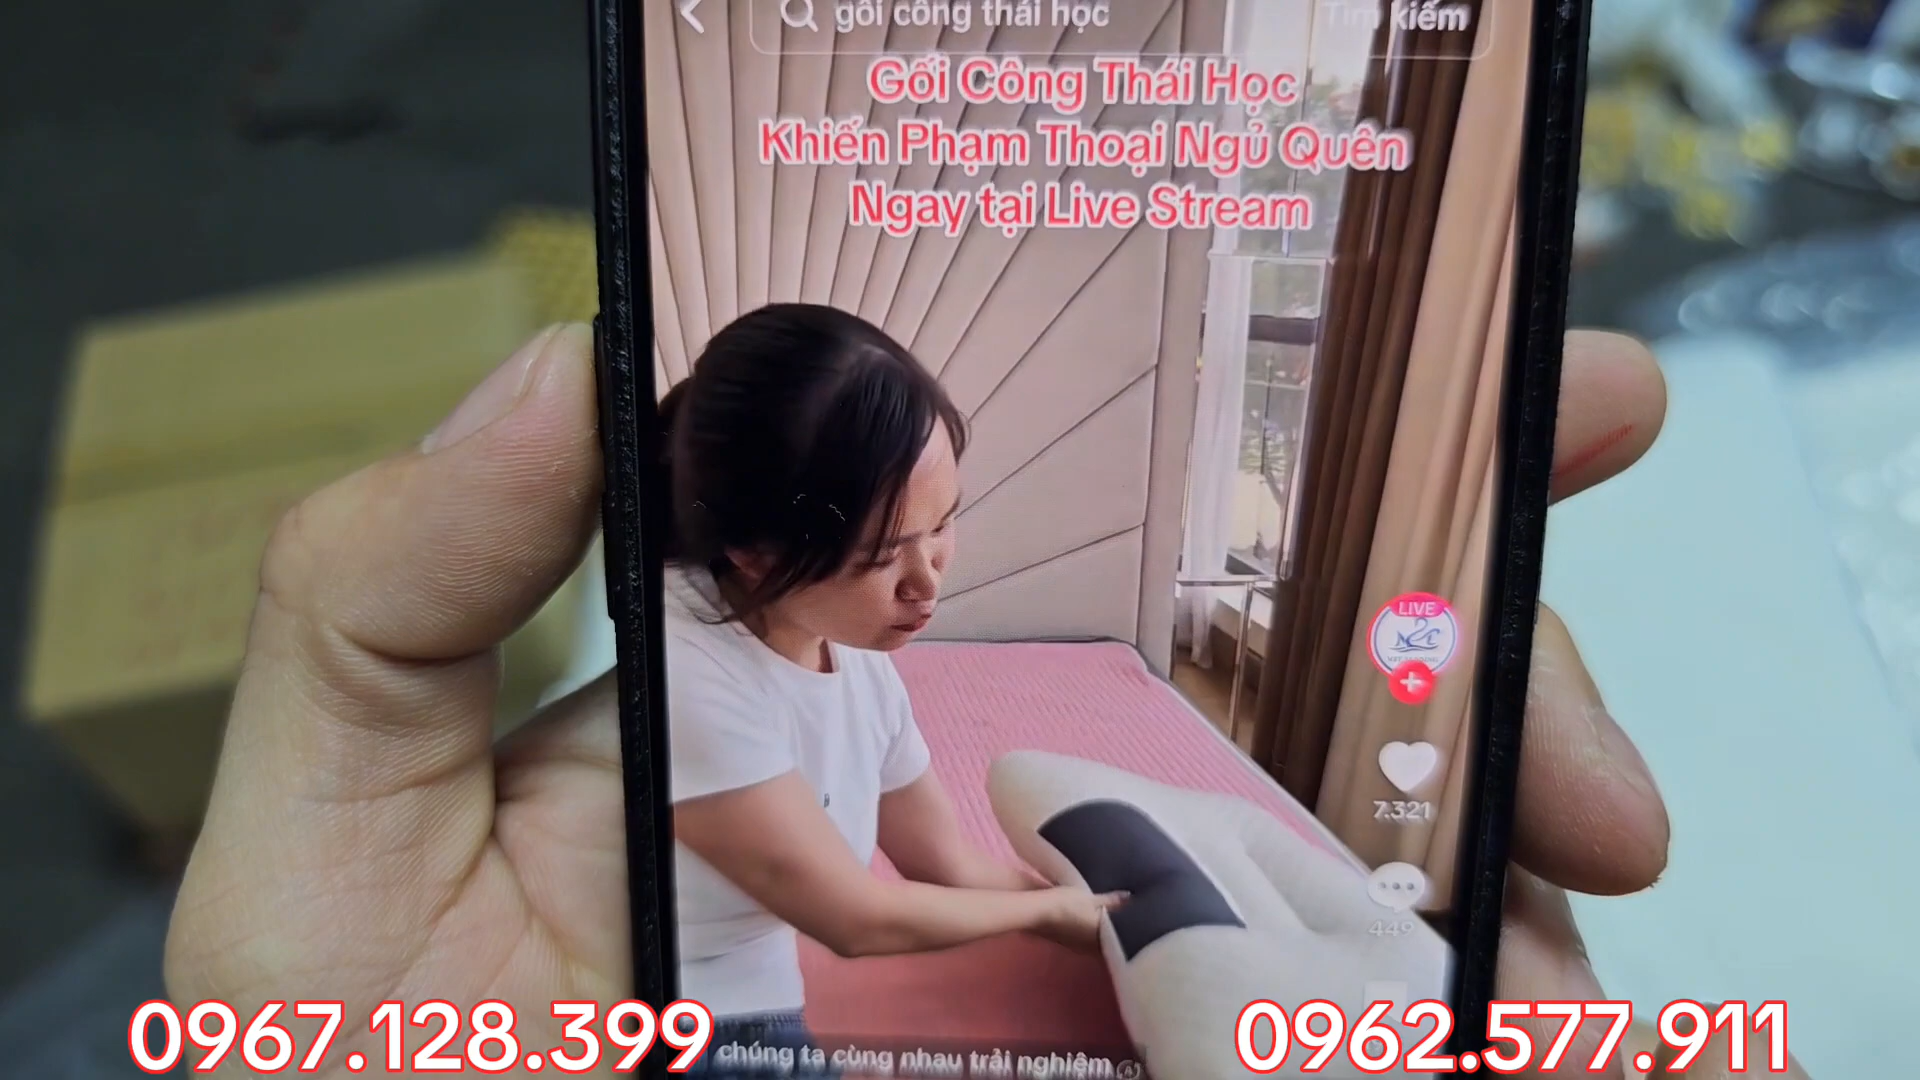 gối công thái học
Tìm kiếm
Gối Công Thái Học
Khiến Phạm Thoại Ngủ Quên
Ngay tại Live Stream
LIVE
7.321
449
chúng ta cùng nhau trải nghiệm
0967.128.399
0962.577.911